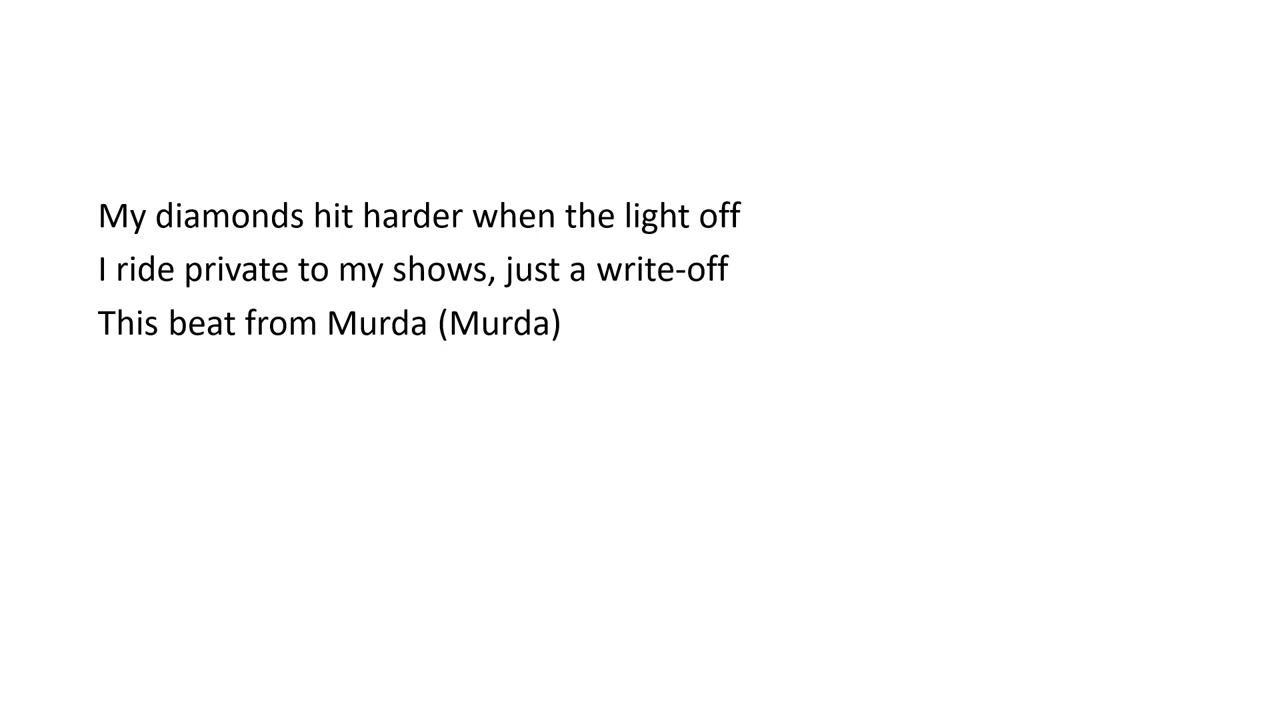 My diamonds hit harder when the light off
I ride private to my shows, just a write-off
This beat from Murda (Murda)